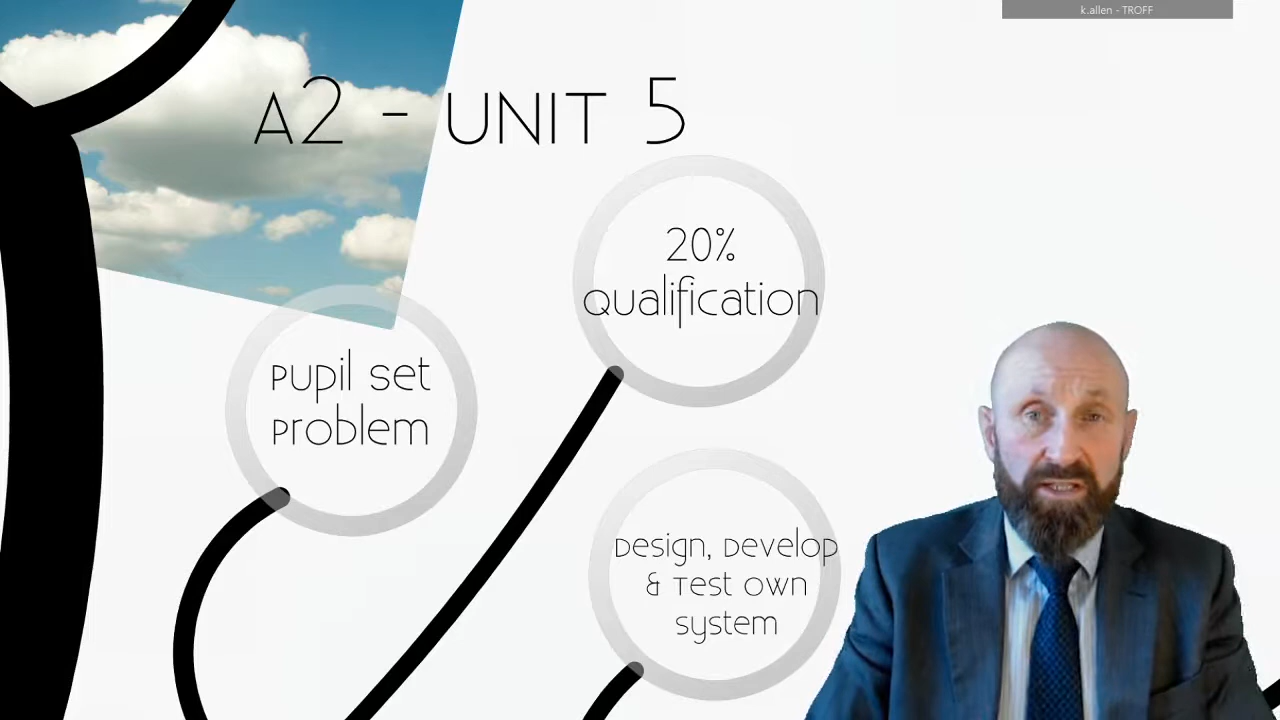 k.allen - TROFF
A2 - UNIT 5
20%
Qualification
Pupil set
Problem
Design, Develop
& Test own
system